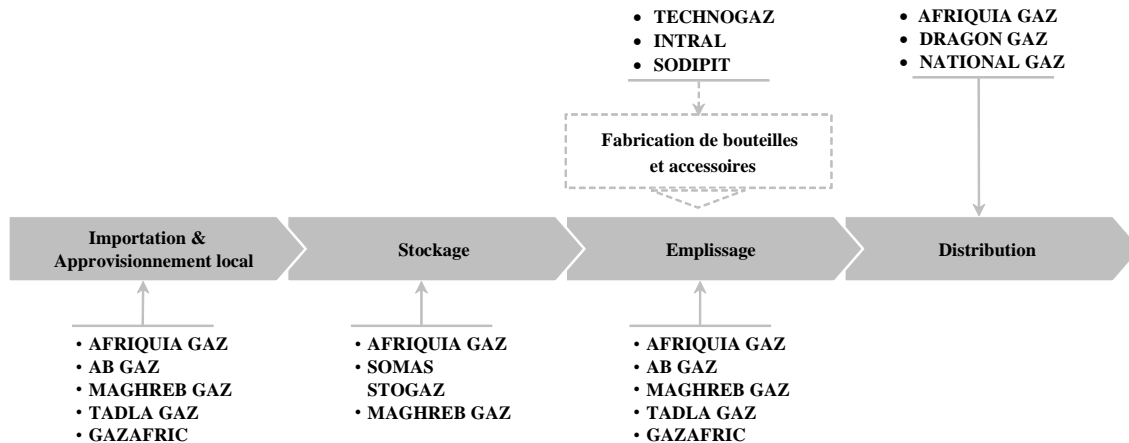 • TECHNOGAZ
• INTRAL
• SODIPIT
• AFRIQUIA GAZ
• DRAGON GAZ
• NATIONAL GAZ
Fabrication de bouteilles
et accessoires
Importation &
Approvisionnement local
Stockage
Emplissage
Distribution
• AFRIQUIA GAZ
• AB GAZ
• MAGHREB GAZ
• TADLA GAZ
• GAZAFRIC
• AFRIQUIA GAZ
• SOMAS
STOGAZ
• MAGHREB GAZ
• AFRIQUIA GAZ
• AB GAZ
• MAGHREB GAZ
• TADLA GAZ
• GAZAFRIC